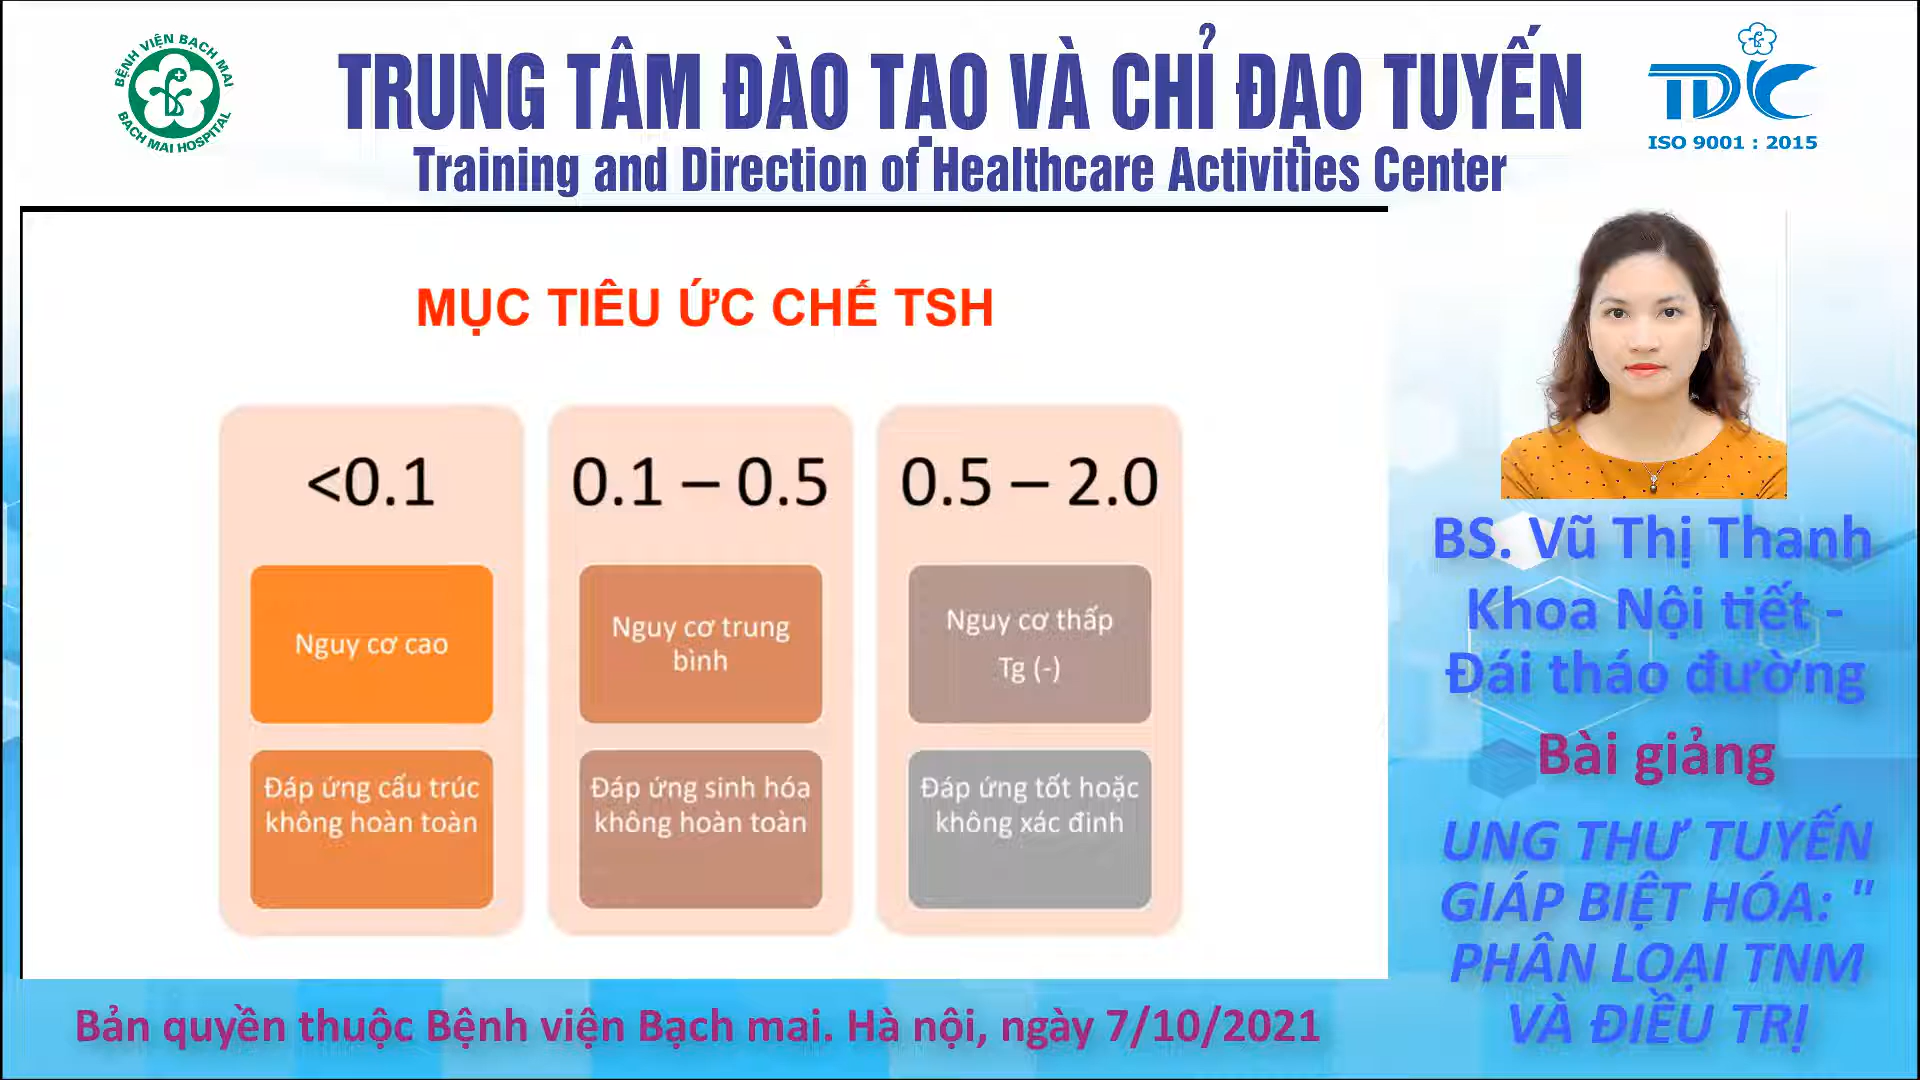 BỆNH VIỆN BẠCH MAI
BACH MAI HOSPITAL
TRUNG TÂM ĐÀO TẠO VÀ CHỈ ĐẠO TUYẾN
Training and Direction of Healthcare Activities Center
TDC
ISO 9001 : 2015
MỤC TIÊU ỨC CHẾ TSH
<0.1
Nguy cơ cao
Đáp ứng cấu trúc
không hoàn toàn
0.1 – 0.5
Nguy cơ trung
bình
Đáp ứng sinh hóa
không hoàn toàn
0.5 – 2.0
Nguy cơ thấp
Tg (-)
Đáp ứng tốt hoặc
không xác đinh
BS. Vũ Thị Thanh
Khoa Nội tiết -
Đái tháo đường
Bài giảng
UNG THƯ TUYẾN
GIÁP BIỆT HÓA: "
PHÂN LOẠI TNM
VÀ ĐIỀU TRỊ
Bản quyền thuộc Bệnh viện Bạch mai. Hà nội, ngày 7/10/2021